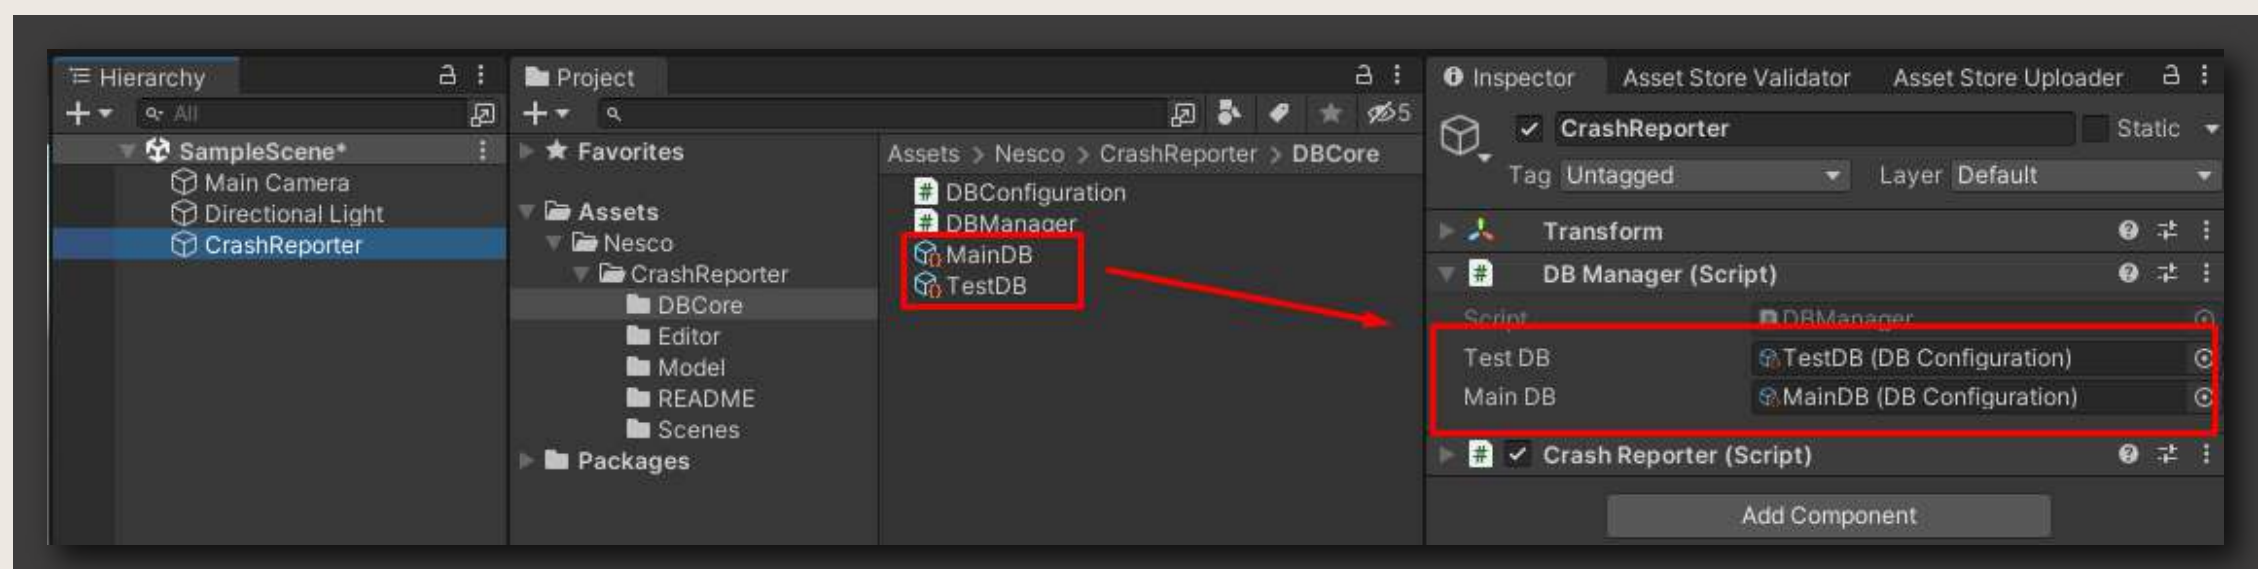 Hierarchy
All
SampleScene*
Main Camera
Directional Light
CrashReporter
Project
5
Favorites
Assets
Nesco
CrashReporter
DBCore
Editor
Model
README
Scenes
Packages
Assets > Nesco > CrashReporter > DBCore
DBConfiguration
DBManager
MainDB
TestDB
Inspector Asset Store Validator Asset Store Uploader
CrashReporter Static
Tag Untagged Layer Default
Transform
# DB Manager (Script)
Script DBManager
Test DB TestDB (DB Configuration)
Main DB MainDB (DB Configuration)
# Crash Reporter (Script)
Add Component